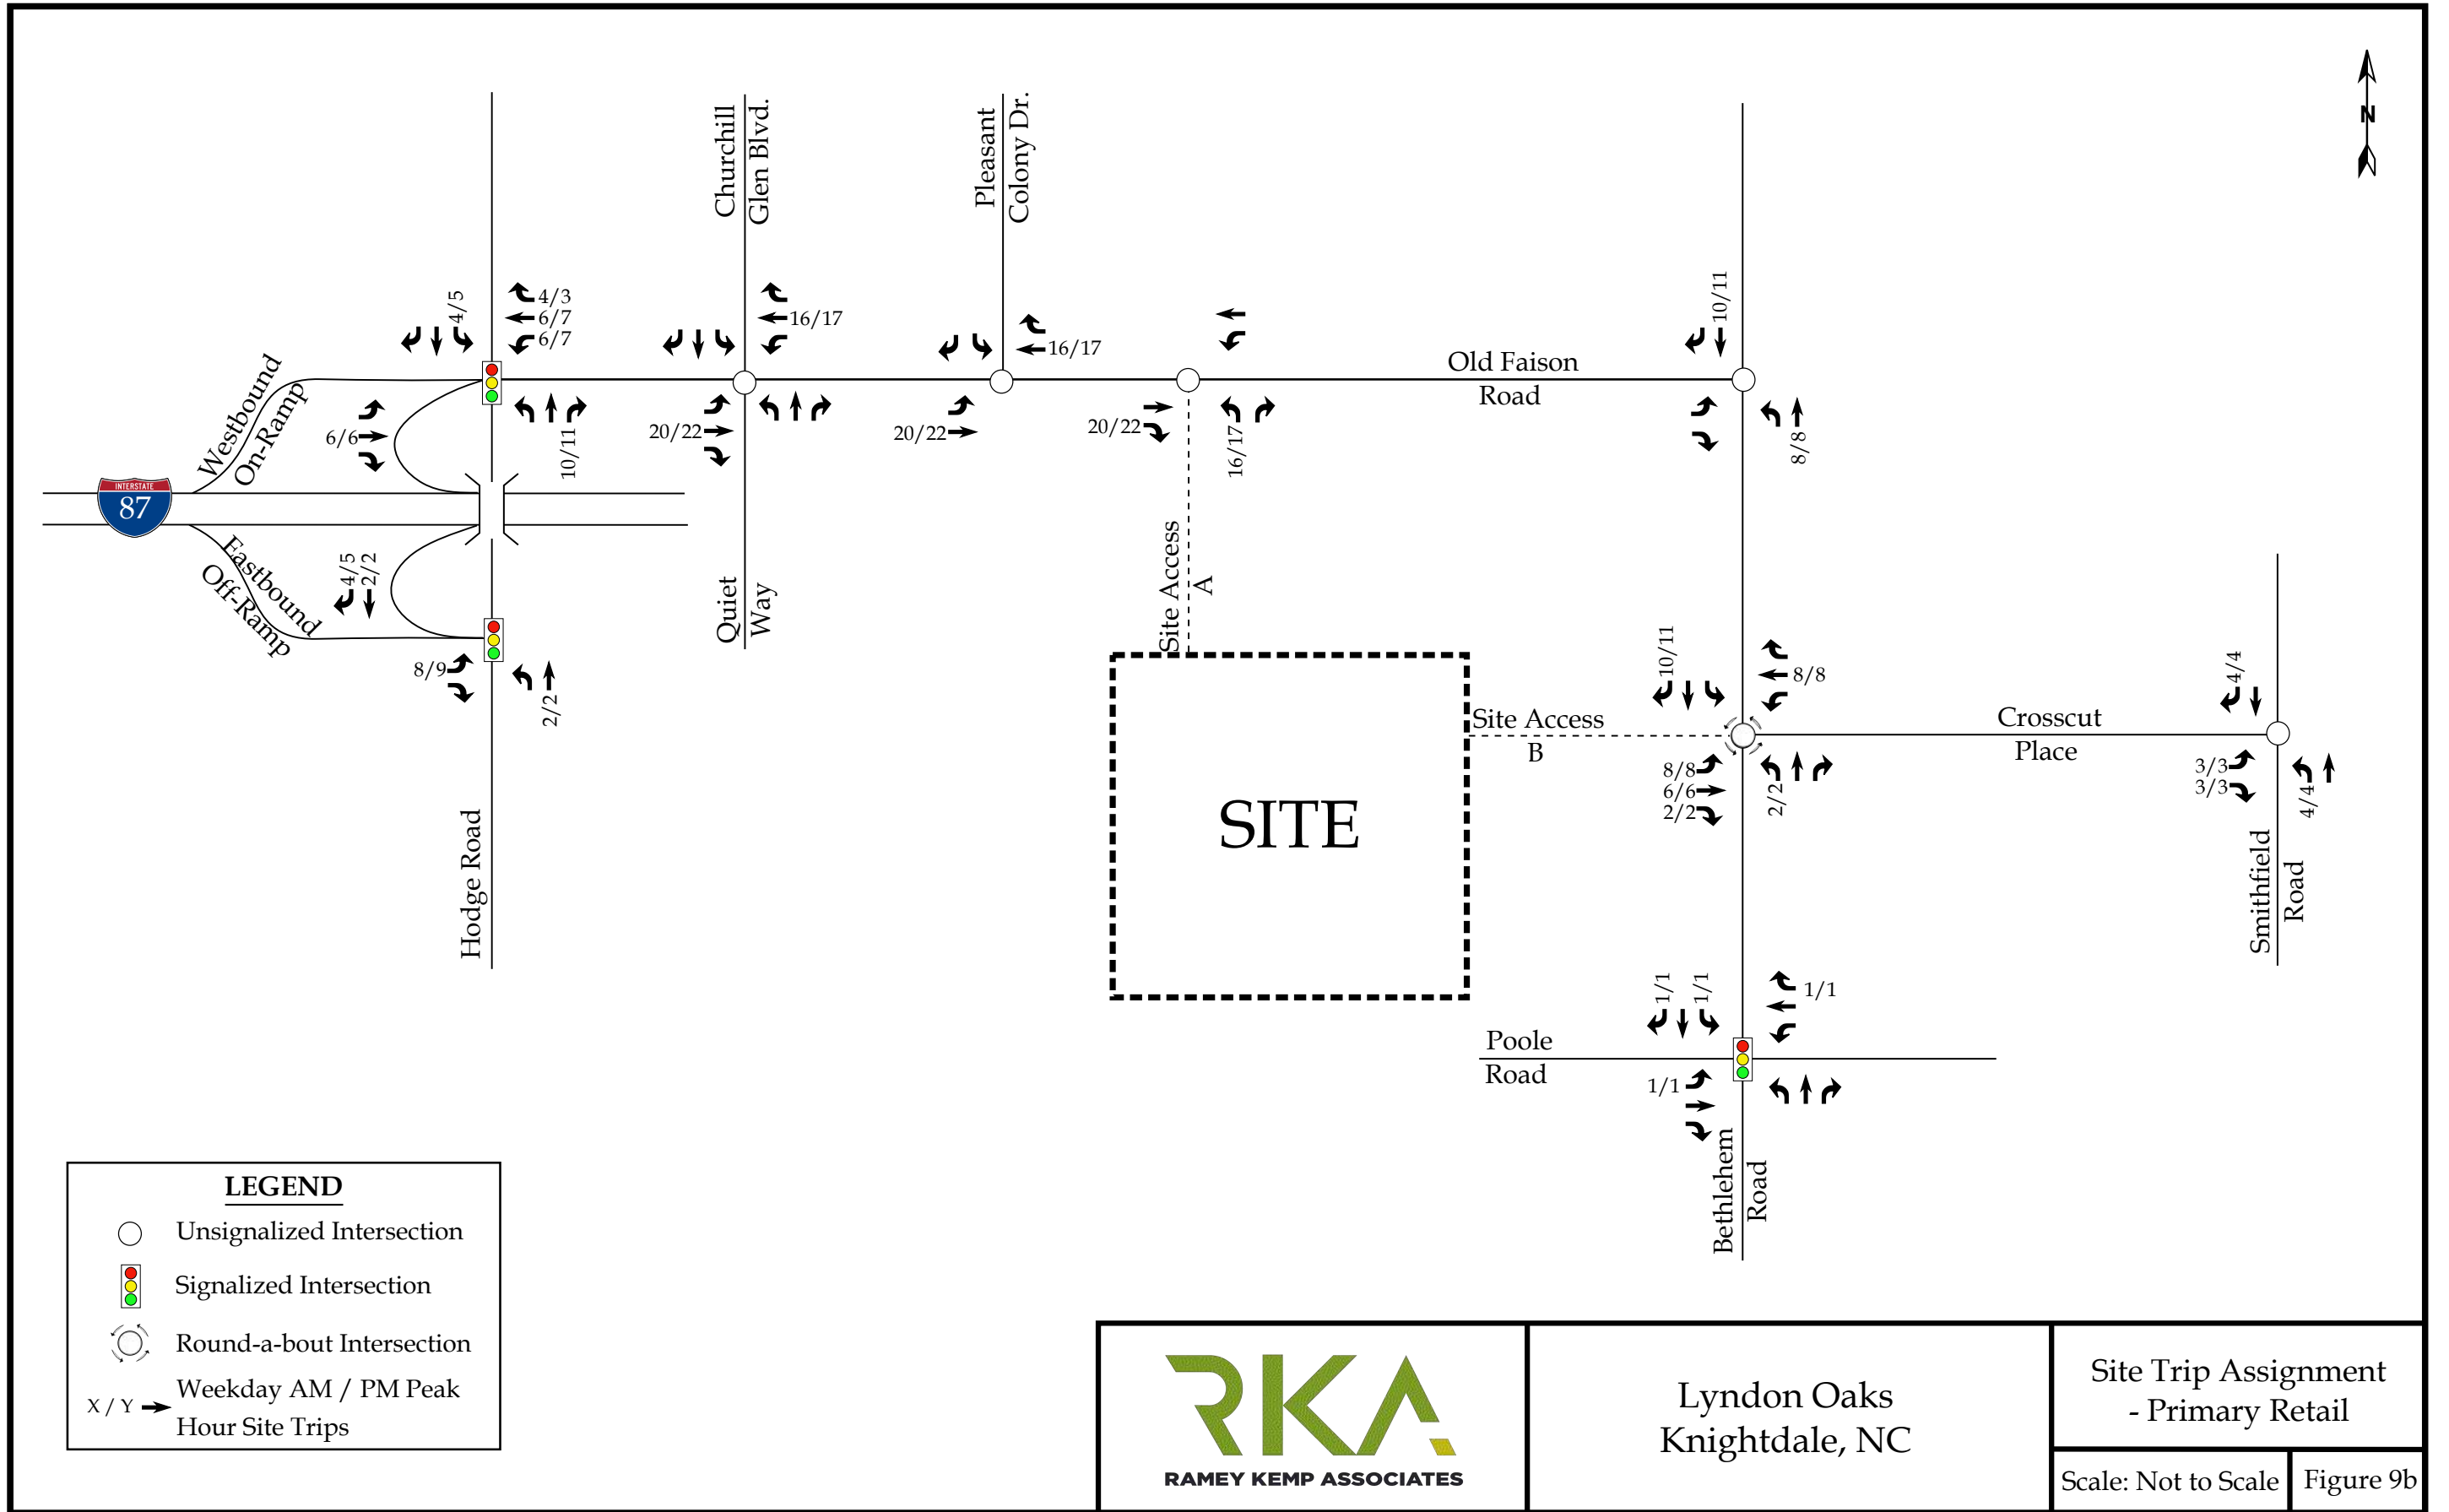 N
Churchill
Glen Blvd.
Pleasant
Colony Dr.
4/5
4/3
6/7
6/7
16/17
16/17
10/11
Old Faison
Road
Westbound
On-Ramp
6/6
10/11
20/22
20/22
20/22
16/17
8/8
INTERSTATE
87
Eastbound
Off-Ramp
4/5
2/2
8/9
2/2
Quiet
Way
Site Access
A
Hodge Road
SITE
Site Access
B
10/11
8/8
8/8
6/6
2/2
2/2
Crosscut
Place
4/4
3/3
3/3
4/4
Smithfield
Road
1/1
1/1
1/1
Poole
Road
1/1
Bethlehem
Road
LEGEND
Unsignalized Intersection
Signalized Intersection
Round-a-bout Intersection
X / Y
Weekday AM / PM Peak
Hour Site Trips
RKA
RAMEY KEMP ASSOCIATES
Lyndon Oaks
Knightdale, NC
Site Trip Assignment
- Primary Retail
Scale: Not to Scale
Figure 9b